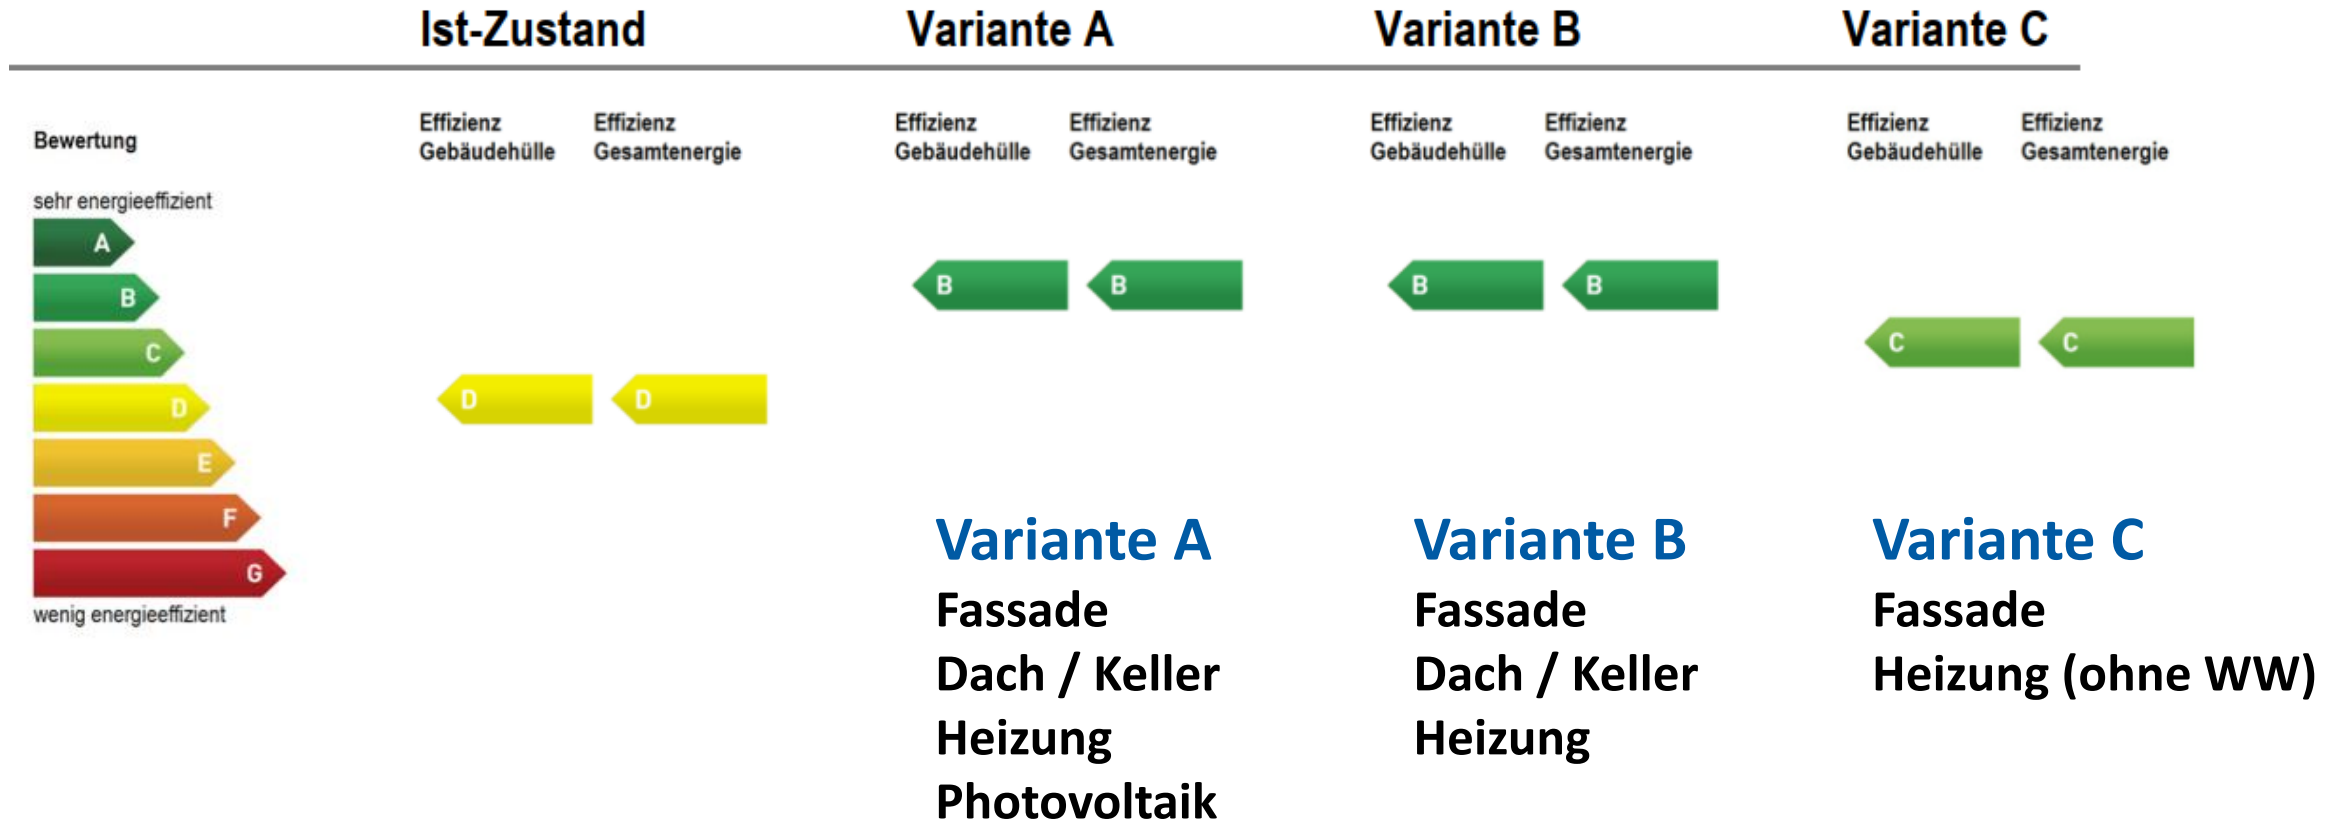 Ist-Zustand Variante A Variante B Variante C
Bewertung
Effizienz Gebäudehülle
Effizienz Gesamtenergie
Effizienz Gebäudehülle
Effizienz Gesamtenergie
Effizienz Gebäudehülle
Effizienz Gesamtenergie
Effizienz Gebäudehülle
Effizienz Gesamtenergie
sehr energieeffizient
A
B
C
D
E
F
G
wenig energieeffizient
D D
B B
B B
C C
Variante A
Fassade
Dach / Keller
Heizung
Photovoltaik
Variante B
Fassade
Dach / Keller
Heizung
Variante C
Fassade
Heizung (ohne WW)